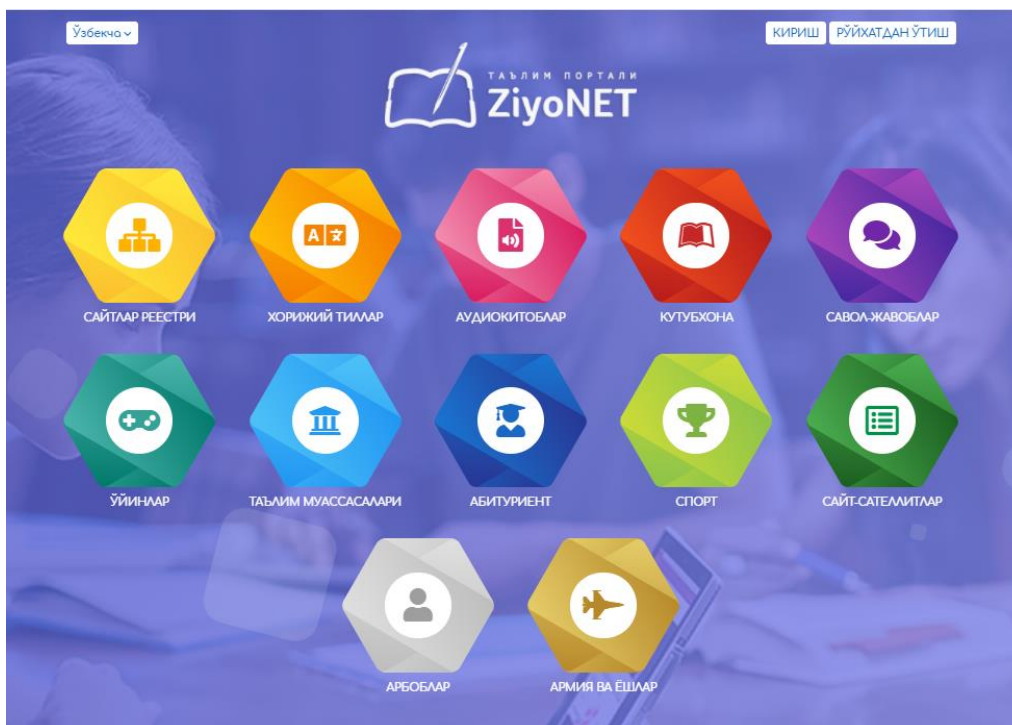 Ўзбекча
КИРИШ РЎЙХАТДАН ЎТИШ
ТАЪЛИМ ПОРТАЛИ
ZiyoNET
САЙТЛАР РЕЕСТРИ ХОРИЖИЙ ТИЛЛАР АУДИОКИТОБЛАР КУТУБХОНА САВОЛ-ЖАВОБЛАР
ЎЙИНЛАР ТАЪЛИМ МУАССАСАЛАРИ АБИТУРИЕНТ СПОРТ САЙТ-САТЕЛЛИТЛАР
АРБОБЛАР АРМИЯ ВА ЁШЛАР